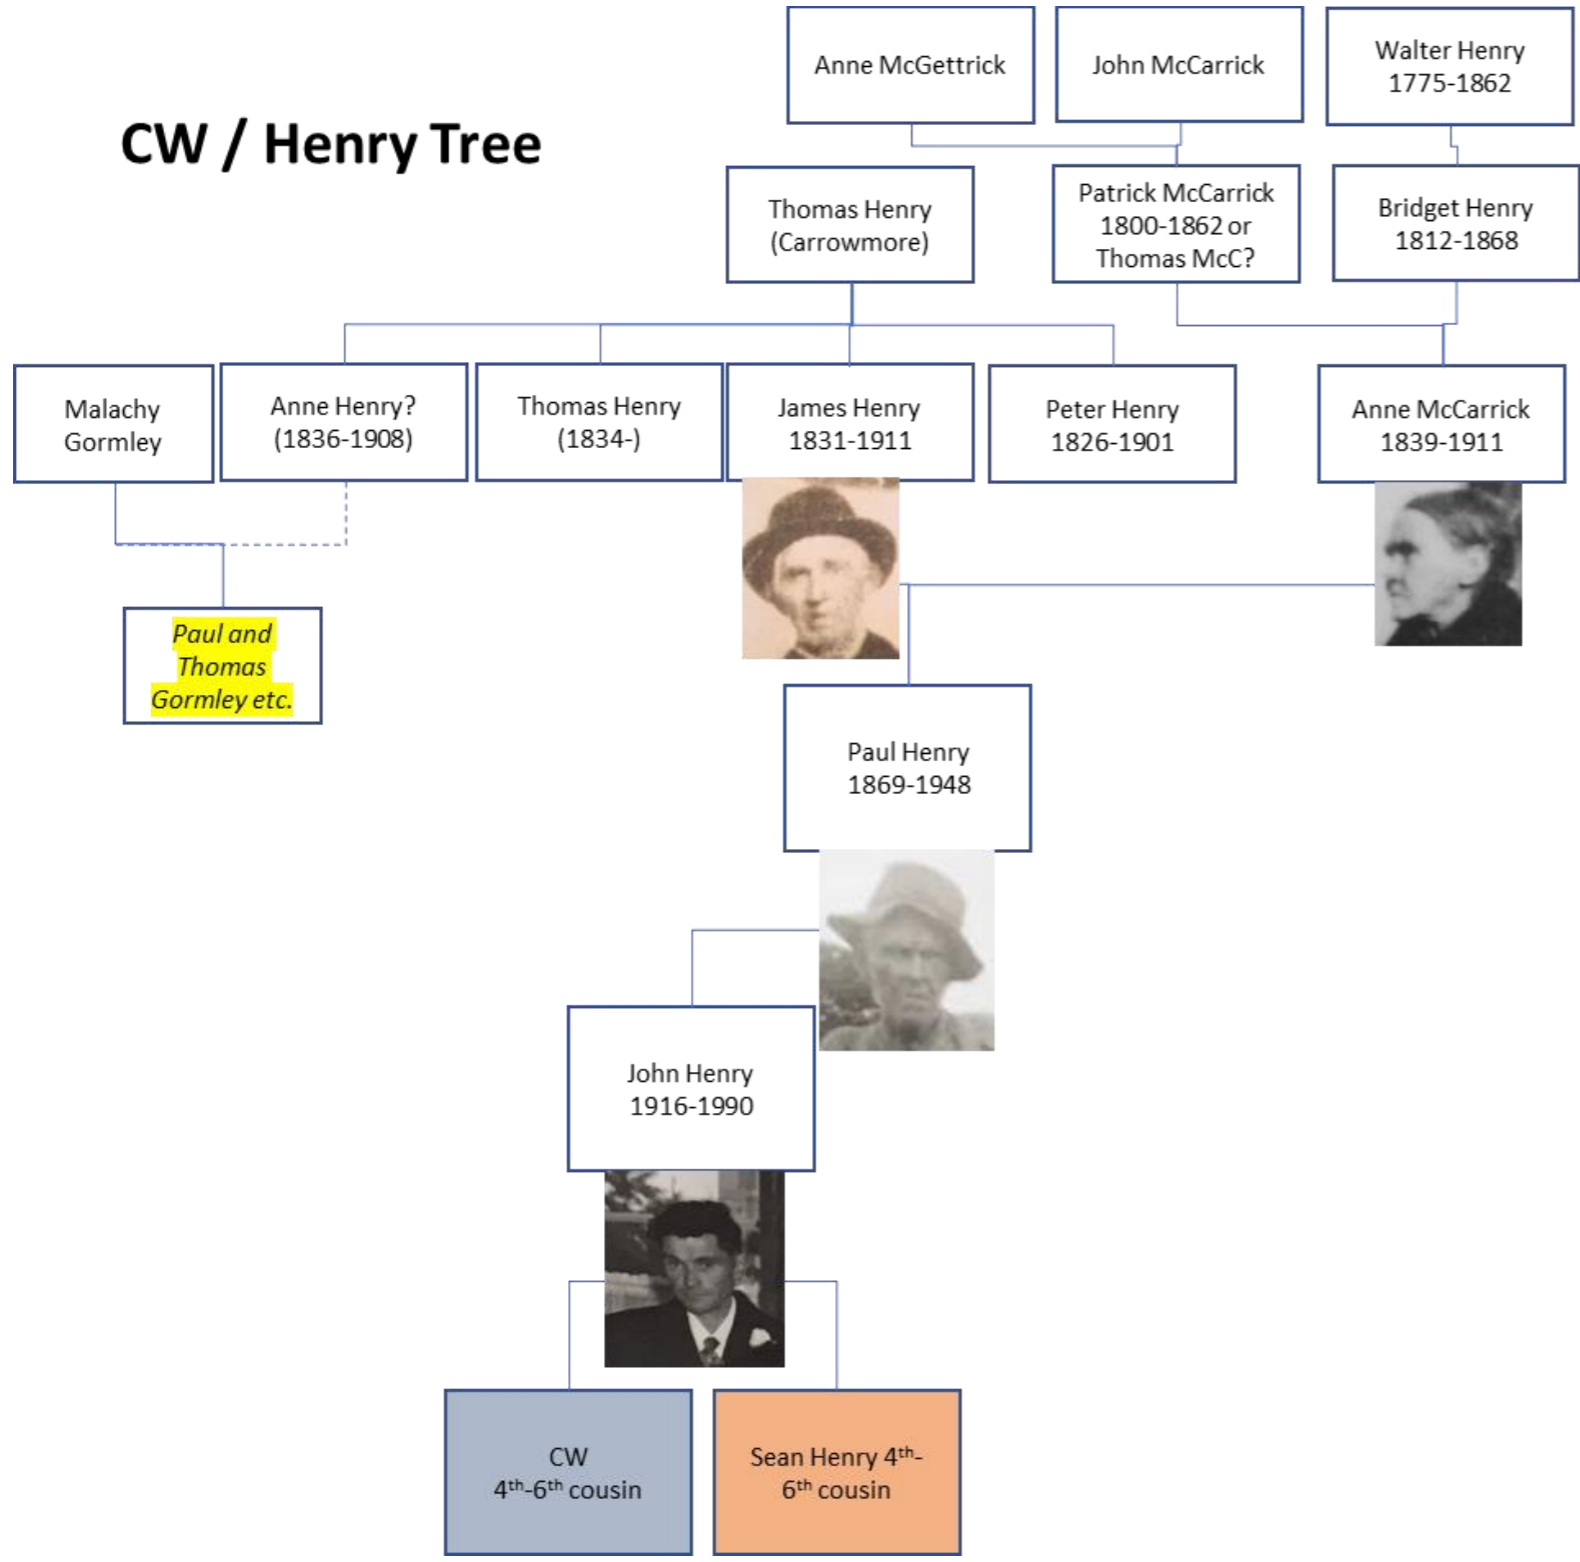 CW / Henry Tree
Anne McGettrick
John McCarrick
Walter Henry
1775-1862
Thomas Henry
(Carrowmore)
Patrick McCarrick
1800-1862 or
Thomas McC?
Bridget Henry
1812-1868
Malachy
Gormley
Anne Henry?
(1836-1908)
Thomas Henry
(1834-)
James Henry
1831-1911
Peter Henry
1826-1901
Anne McCarrick
1839-1911
Paul and
Thomas
Gormley etc.
Paul Henry
1869-1948
John Henry
1916-1990
CW
4th-6th cousin
Sean Henry 4th-
6th cousin